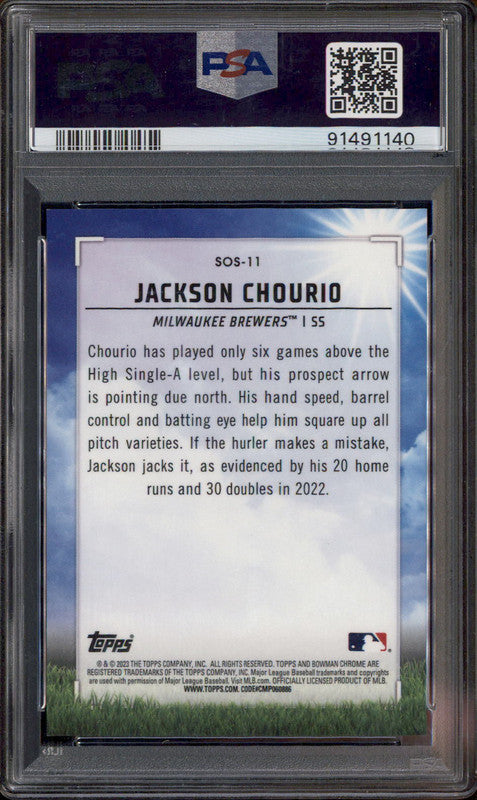 PSA
91491140
SOS-11
JACKSON CHOURIO
MILWAUKEE BREWERS™ | SS
Chourio has played only six games above the
High Single-A level, but his prospect arrow
is pointing due north. His hand speed, barrel
control and batting eye help him square up all
pitch varieties. If the hurler makes a mistake,
Jackson jacks it, as evidenced by his 20 home
runs and 30 doubles in 2022.
Topps
® & © 2023 THE TOPPS COMPANY, INC. ALL RIGHTS RESERVED. TOPPS AND BOWMAN CHROME ARE
REGISTERED TRADEMARKS OF THE TOPPS COMPANY, INC. Major League Baseball trademarks and copyrights
are used with permission of Major League Baseball. Visit MLB.com. OFFICIALLY LICENSED PRODUCT OF MLB.
WWW.TOPPS.COM. CODE#CMP060886